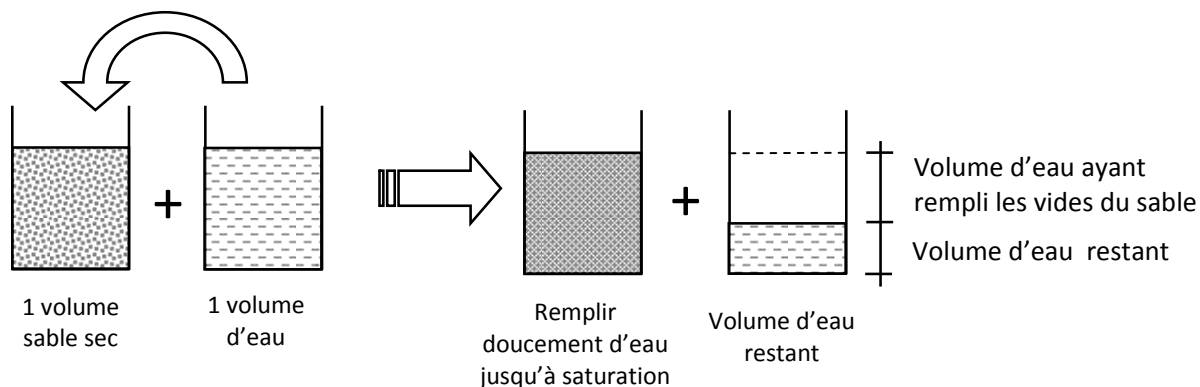 +
+
Volume d’eau ayant
rempli les vides du sable
Volume d’eau  restant
1 volume
sable sec
1 volume
d’eau
Remplir
doucement d’eau
jusqu’à saturation
Volume d’eau
restant